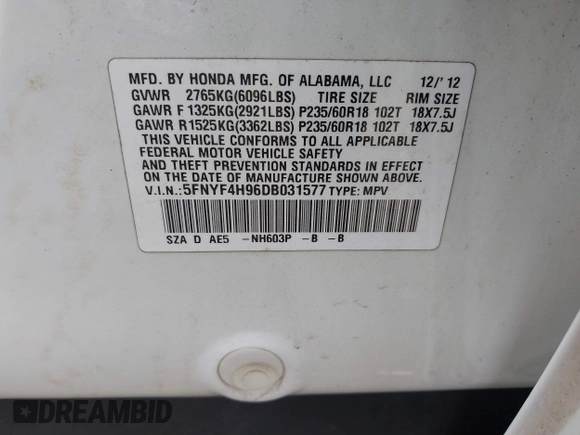 MFD. BY HONDA MFG. OF ALABAMA, LLC 12/'12
GVWR 2765KG(6096LBS) TIRE SIZE RIM SIZE
GAWR F 1325KG(2921LBS) P235/60R18 102T 18X7.5J
GAWR R 1525KG(3362LBS) P235/60R18 102T 18X7.5J
THIS VEHICLE CONFORMS TO ALL APPLICABLE
FEDERAL MOTOR VEHICLE SAFETY
AND THEFT PREVENTION STANDARDS IN EFFECT
ON THE DATE OF MANUFACTURE SHOWN ABOVE.
V.I.N.: 5FNYF4H96DB031577 TYPE: MPV
SZA D AE5 -NH603P -B -B
DREAMBID